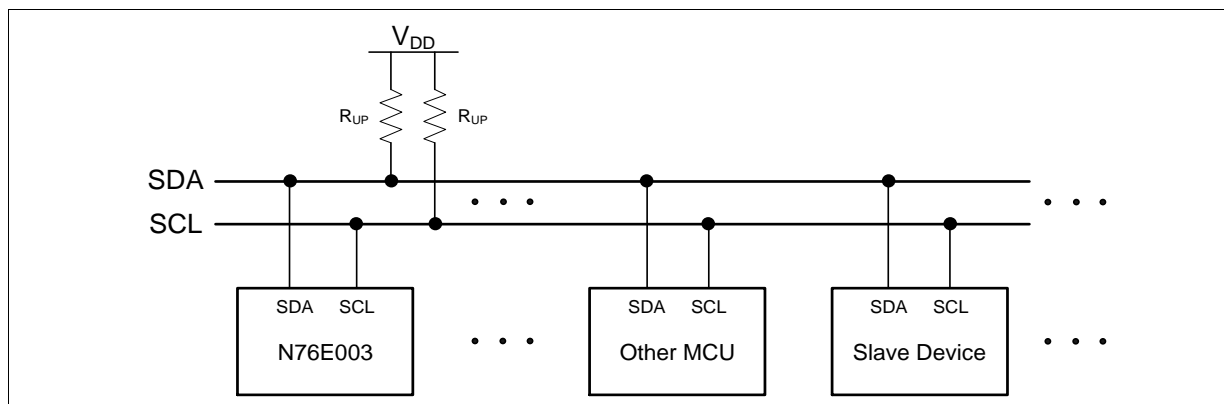 VDD
RUP RUP
SDA
SCL
SDA SCL SDA SCL SDA SCL
N76E003 Other MCU Slave Device